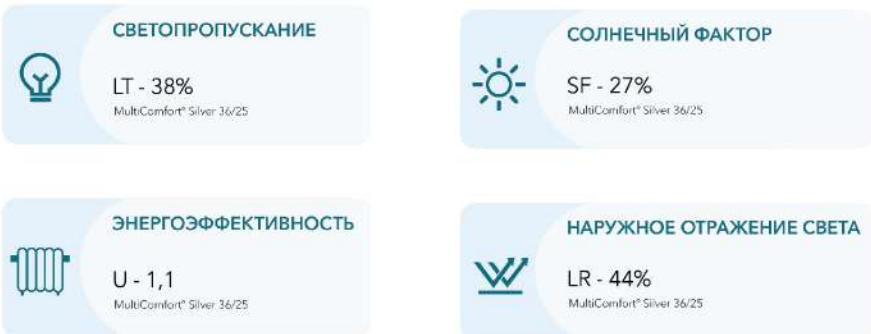 СВЕТОПРОПУСКАНИЕ
LT - 38%
MultiComfort® Silver 36/25
СОЛНЕЧНЫЙ ФАКТОР
SF - 27%
MultiComfort® Silver 36/25
ЭНЕРГОЭФФЕКТИВНОСТЬ
U - 1,1
MultiComfort® Silver 36/25
НАРУЖНОЕ ОТРАЖЕНИЕ СВЕТА
LR - 44%
MultiComfort® Silver 36/25